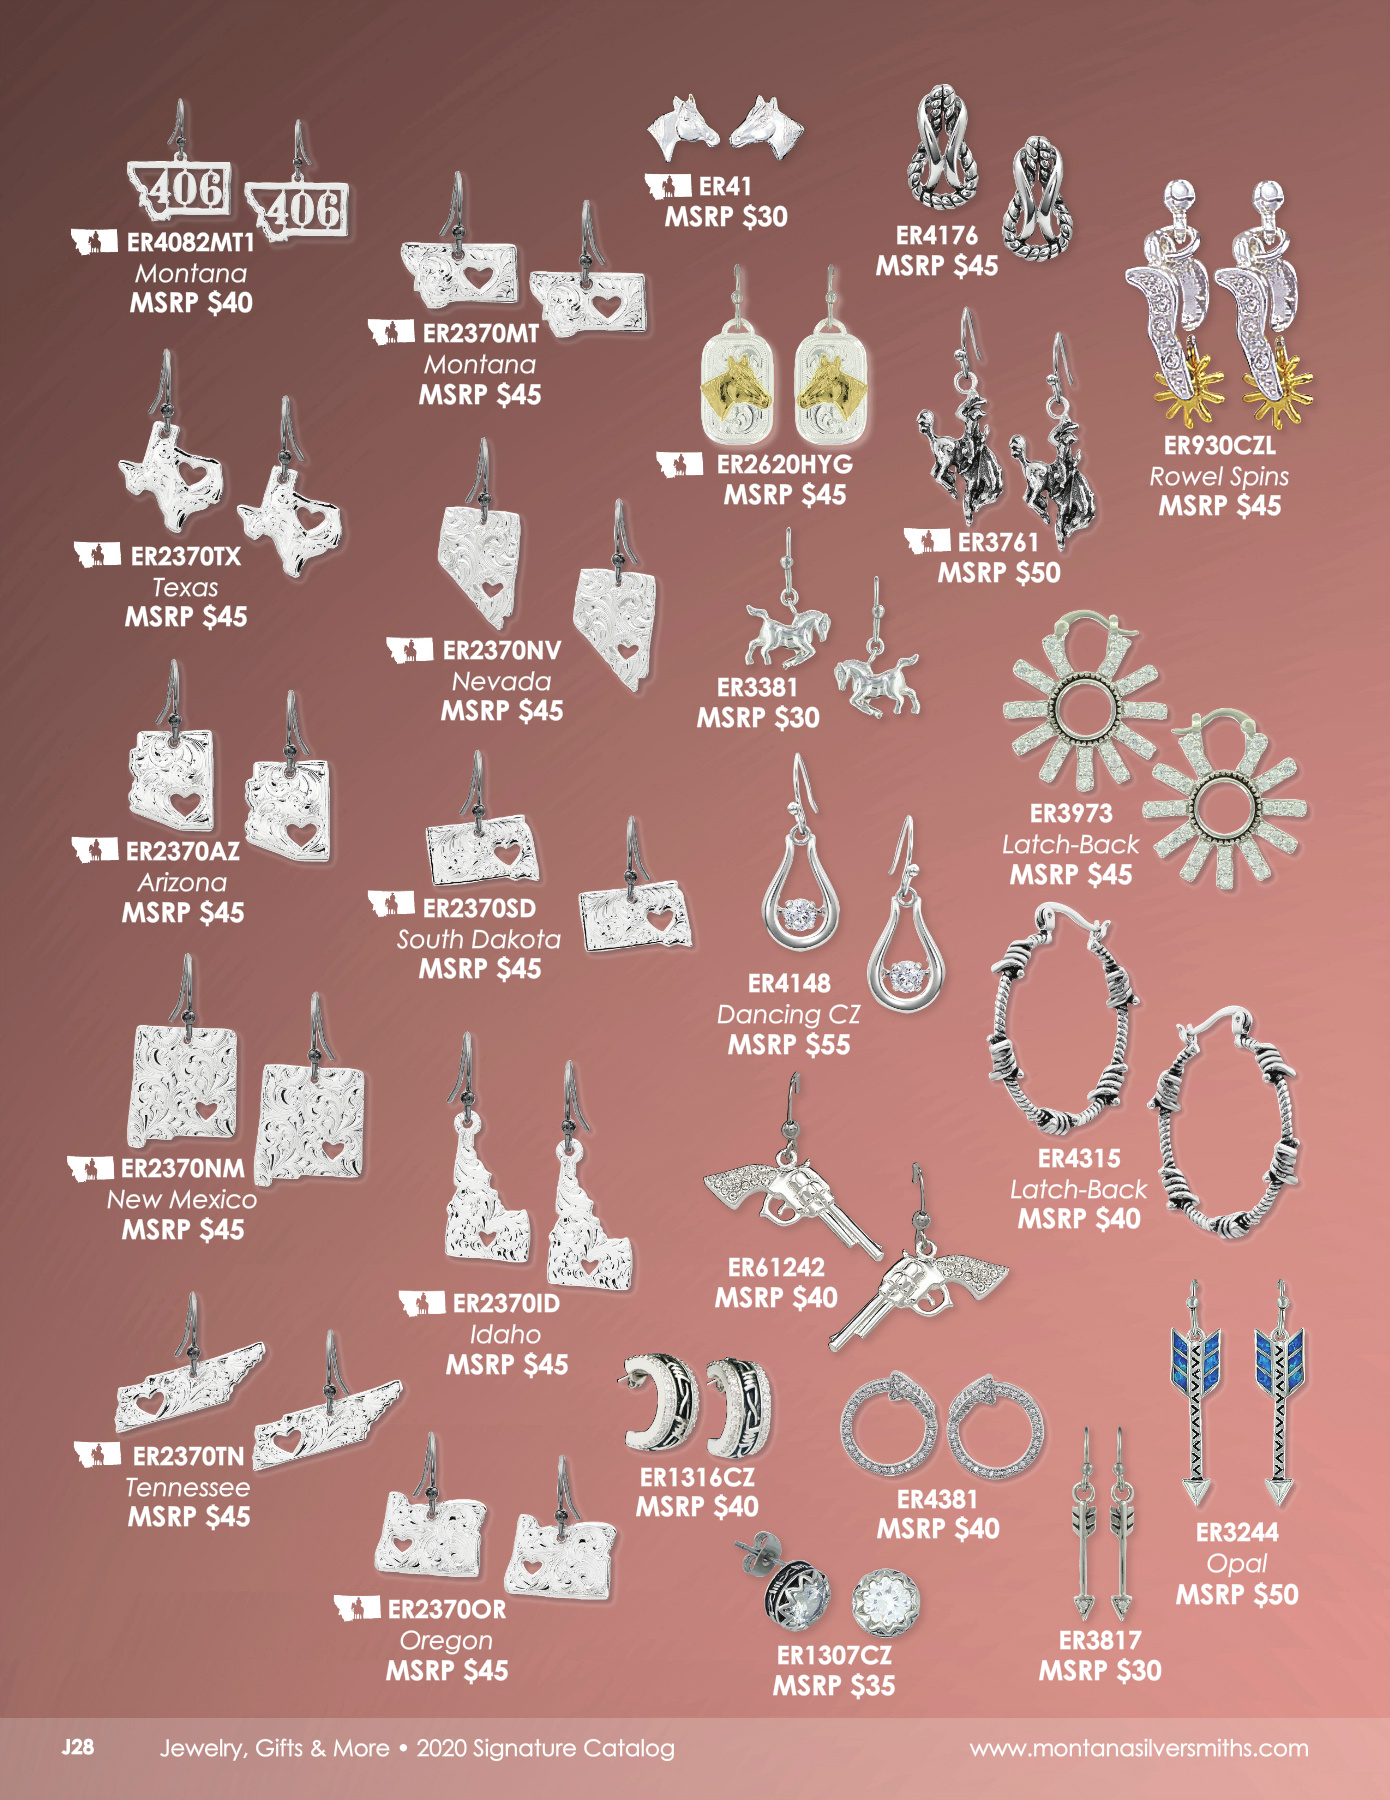 406
406
ER4082MT1
Montana
MSRP $40
ER2370MT
Montana
MSRP $45
ER41
MSRP $30
ER4176
MSRP $45
ER2620HYG
MSRP $45
ER930CZL
Rowel Spins
MSRP $45
ER3761
MSRP $50
ER2370TX
Texas
MSRP $45
ER2370NV
Nevada
MSRP $45
ER3381
MSRP $30
ER3973
Latch-Back
MSRP $45
ER2370AZ
Arizona
MSRP $45
ER2370SD
South Dakota
MSRP $45
ER4148
Dancing CZ
MSRP $55
ER4315
Latch-Back
MSRP $40
ER2370NM
New Mexico
MSRP $45
ER2370ID
Idaho
MSRP $45
ER61242
MSRP $40
ER2370TN
Tennessee
MSRP $45
ER2370OR
Oregon
MSRP $45
ER1316CZ
MSRP $40
ER4381
MSRP $40
ER1307CZ
MSRP $35
ER3817
MSRP $30
ER3244
Opal
MSRP $50
J28
Jewelry, Gifts & More • 2020 Signature Catalog
www.montanasilversmiths.com